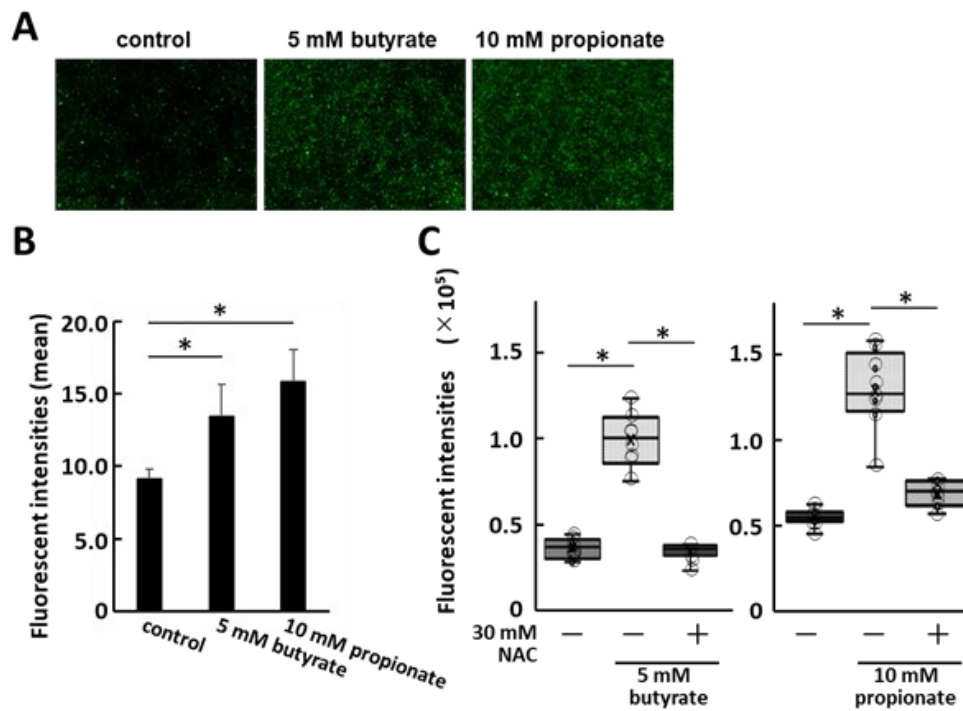 A
control
5 mM butyrate
10 mM propionate
B
Fluorescent intensities (mean)
20.0
15.0
10.0
5.0
0
*
*
control
5 mM butyrate
10 mM propionate
C
Fluorescent intensities (×10⁵)
1.5
1.0
0.5
0
*
*
1.5
1.0
0.5
0
*
*
30 mM
NAC
− − +
− − +
5 mM
butyrate
10 mM
propionate